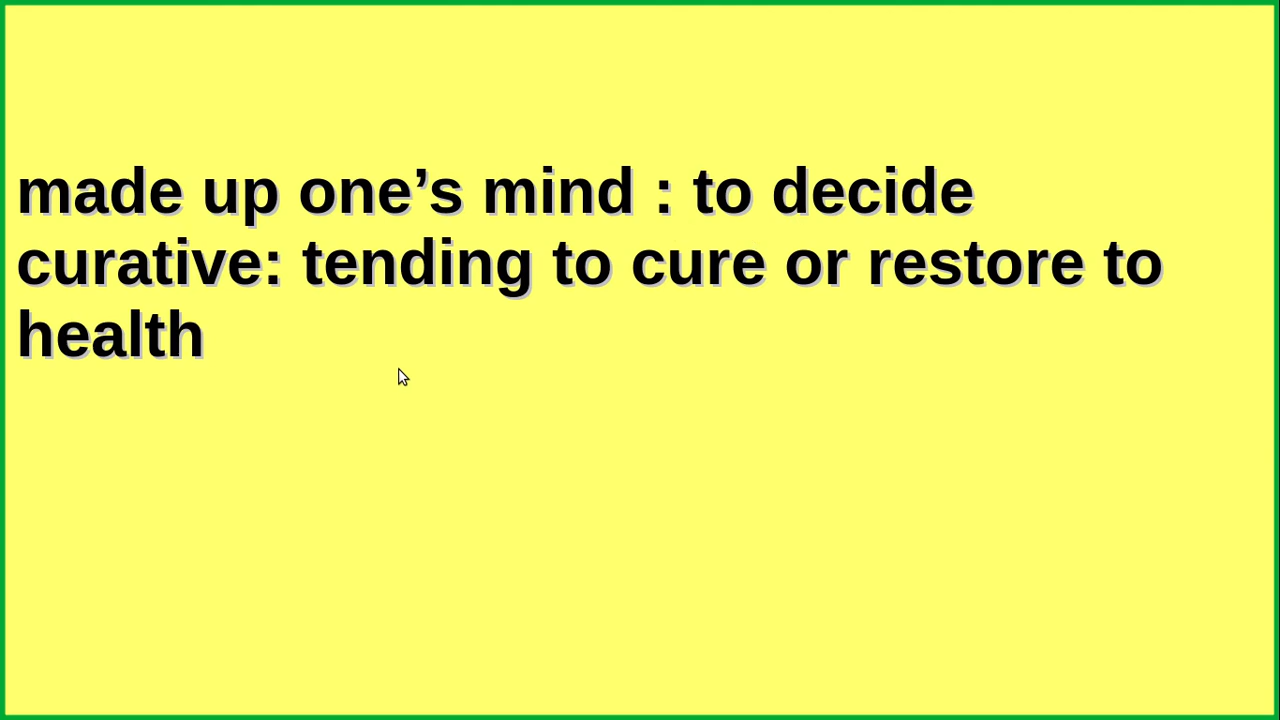 made up one’s mind : to decide
curative: tending to cure or restore to
health